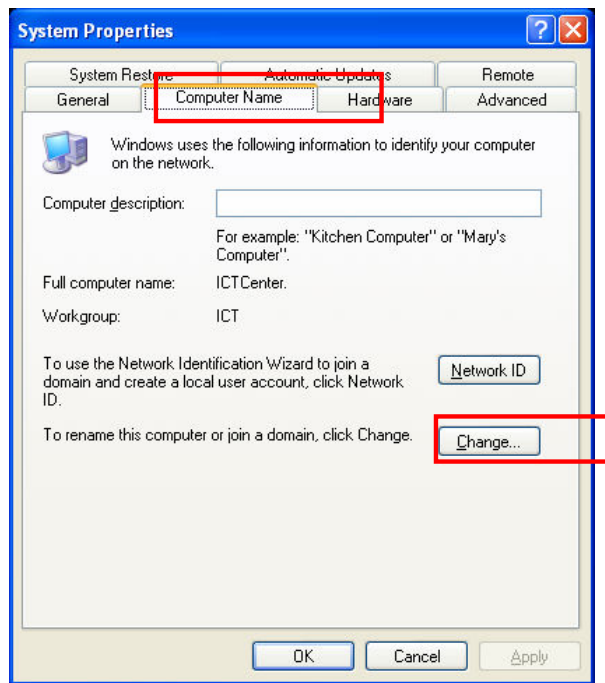 System Properties
System Restore Automatic Updates Remote
General Computer Name Hardware Advanced
Windows uses the following information to identify your computer
on the network.
Computer description:
For example: "Kitchen Computer" or "Mary's
Computer".
Full computer name: ICTCenter.
Workgroup: ICT
To use the Network Identification Wizard to join a
domain and create a local user account, click Network
ID.
Network ID
To rename this computer or join a domain, click Change.
Change...
OK Cancel Apply